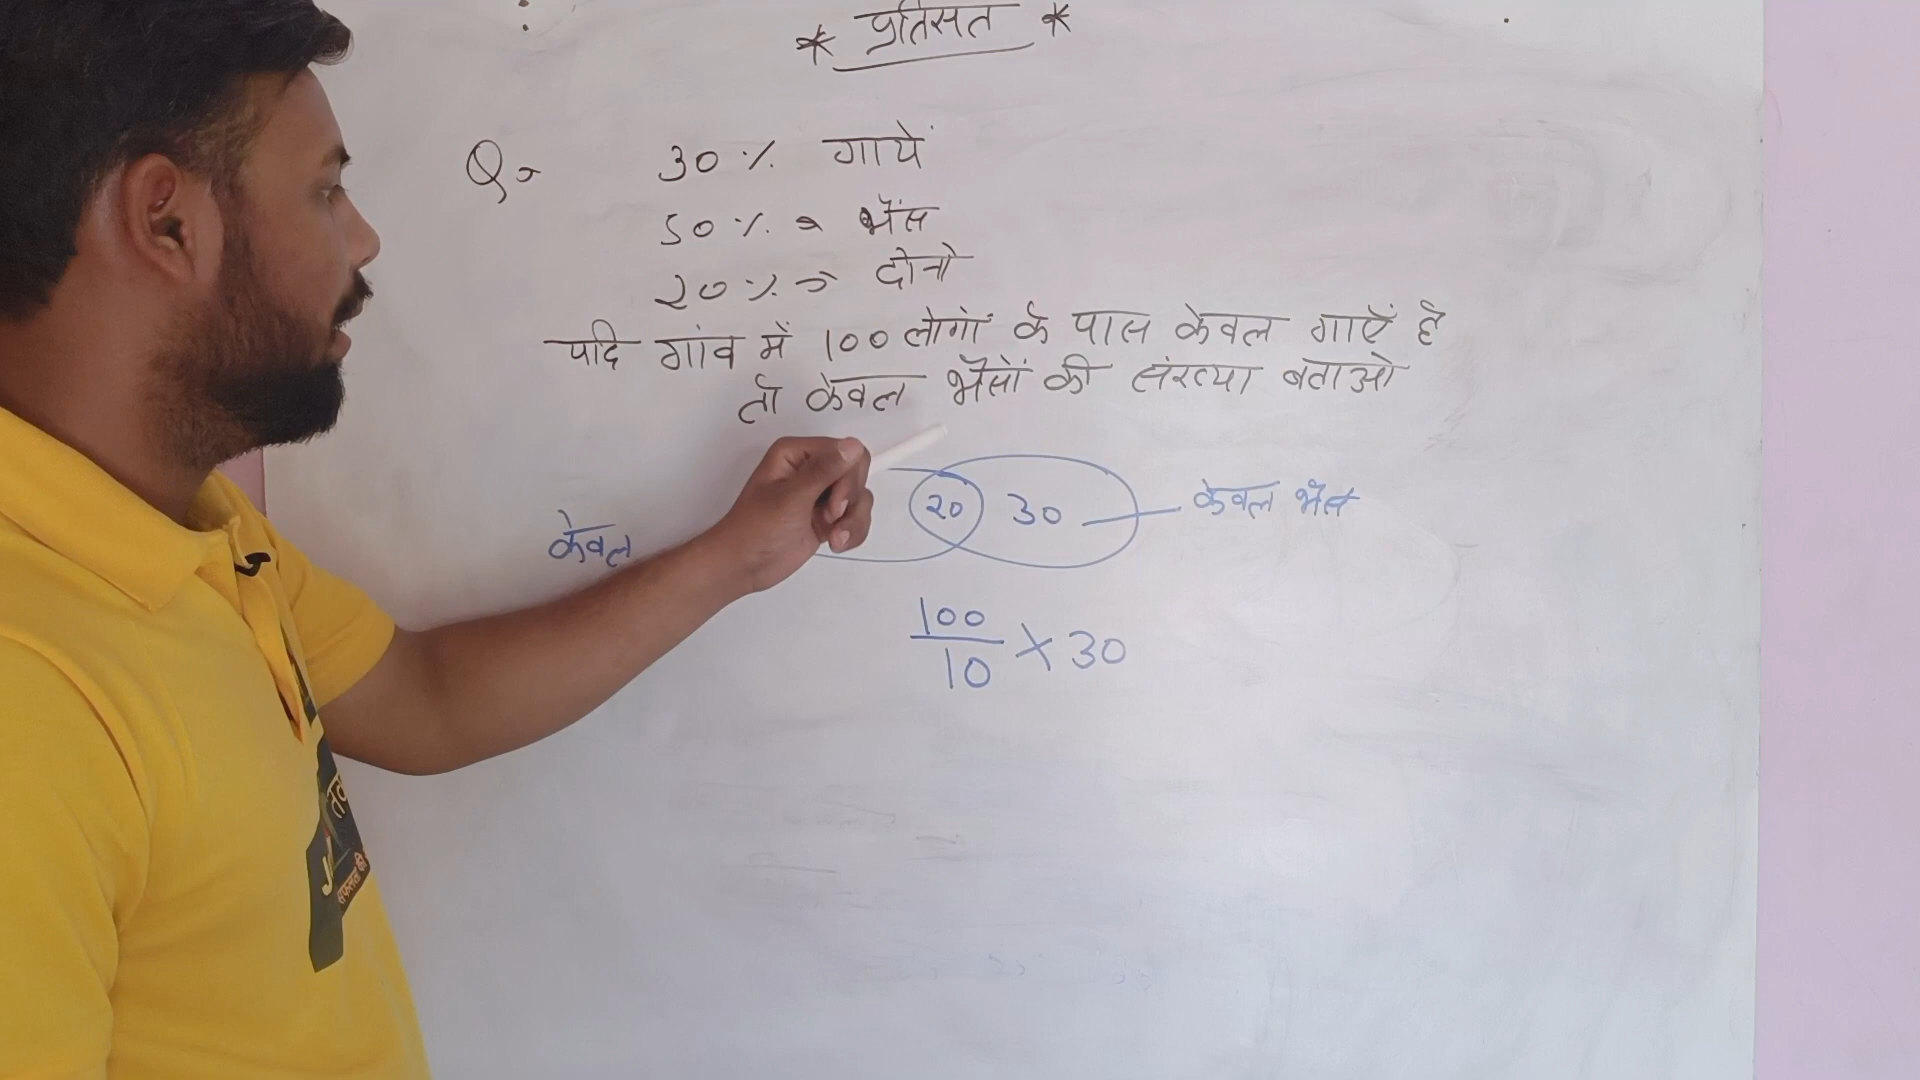 * प्रतिसत *
Q→ 30% गायें
50% → भैंस
20% → दोनो
यदि गांव में 100 लोगों के पास केवल गाएँ है
तो केवल भैंसों की संख्या बताओ
20 30 केवल भैंस
केवल
100/10 × 30